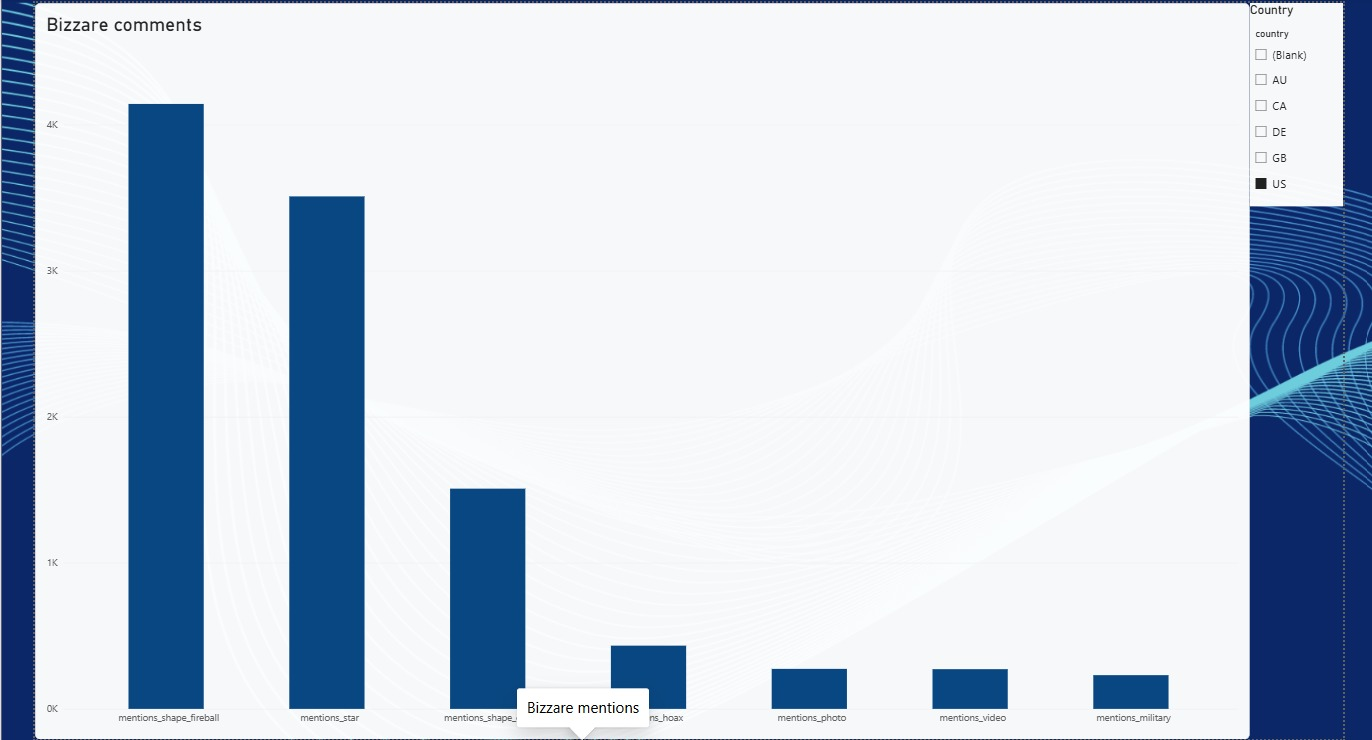 Bizzare comments
4K
3K
2K
1K
0K
mentions_shape_fireball
mentions_star
mentions_shape_
ns_hoax
mentions_photo
mentions_video
mentions_military
Bizzare mentions
Country
country
(Blank)
AU
CA
DE
GB
US